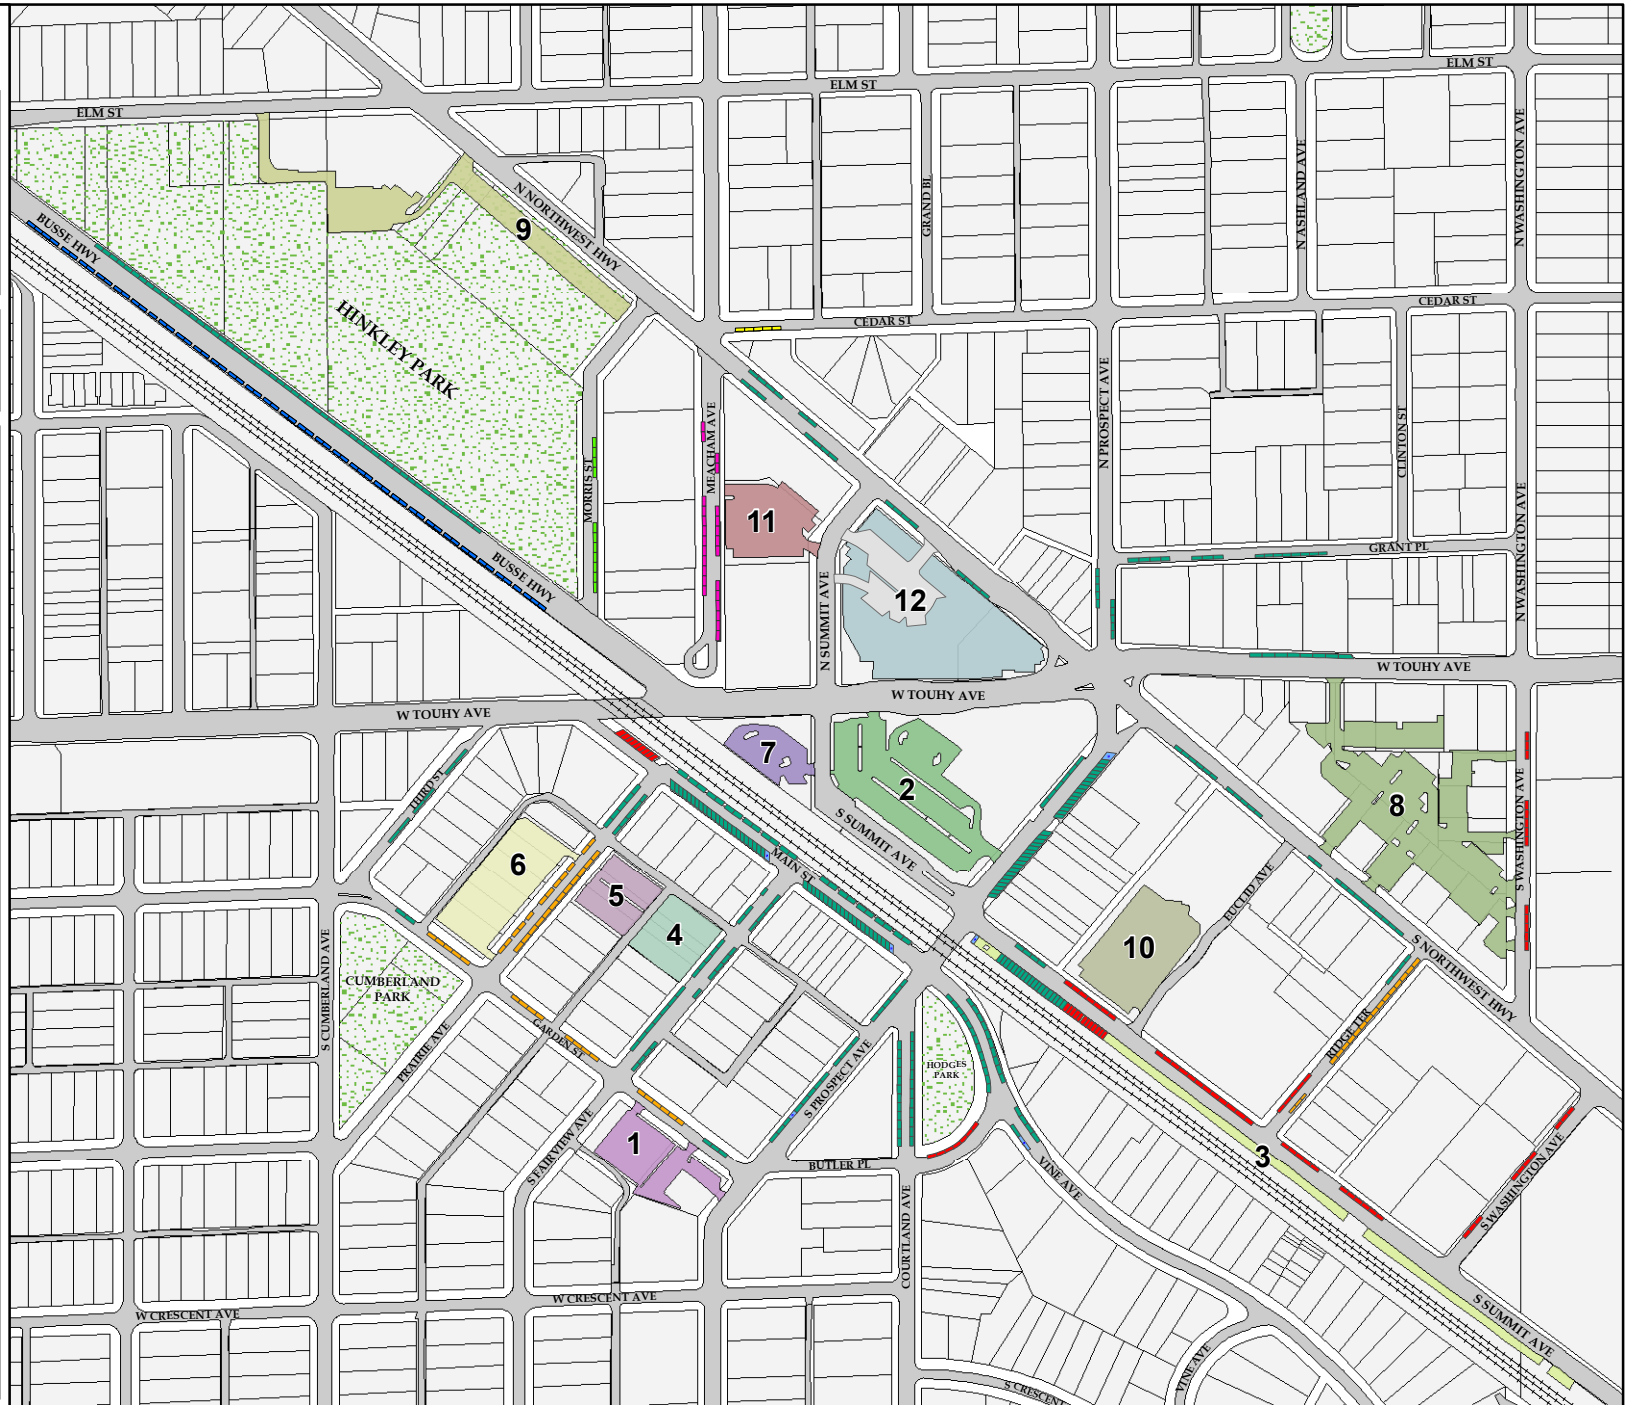 ELM ST
ELM ST
ELM ST
N NORTHWEST HWY
GRAND BL
N ASHLAND AVE
N WASHINGTON AVE
BUSSE HWY
9
HINKLEY PARK
CEDAR ST
CEDAR ST
N PROSPECT AVE
MEACHAM AVE
CLINTON ST
MORRIS ST
11
N WASHINGTON AVE
GRANT PL
BUSSE HWY
12
N SUMMIT AVE
W TOUHY AVE
W TOUHY AVE
W TOUHY AVE
7
2
THIRD ST
8
S WASHINGTON AVE
S SUMMIT AVE
6
MAIN ST
5
EUCLID AVE
4
10
S NORTHWEST HWY
CUMBERLAND
PARK
S CUMBERLAND AVE
GARDEN ST
PRAIRIE AVE
RIDGE TER
HODGES
PARK
S PROSPECT AVE
S FAIRVIEW AVE
1
3
BUTLER PL
VINE AVE
S WASHINGTON AVE
COURTLAND AVE
W CRESCENT AVE
W CRESCENT AVE
S SUMMIT AVE
VINE AVE
S CRESCENT